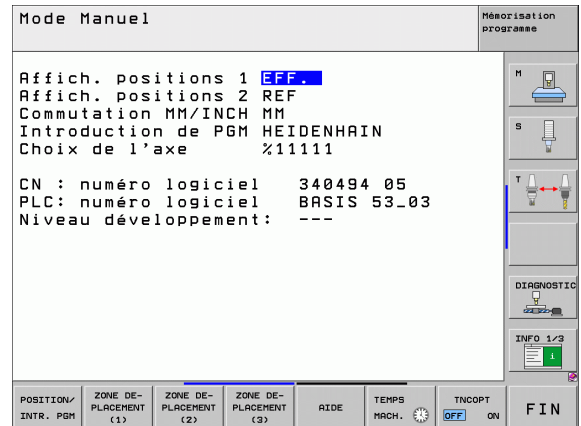 Mode Manuel
Mémorisation
programme
Affich. positions 1 EFF.
Affich. positions 2 REF
Commutation MM/INCH MM
Introduction de PGM HEIDENHAIN
Choix de l'axe %11111
CN : numéro logiciel 340494 05
PLC: numéro logiciel BASIS 53_03
Niveau développement: ---
M
S
T
DIAGNOSTIC
INFO 1/3
i
POSITION/
INTR. PGM
ZONE DE-
PLACEMENT
(1)
ZONE DE-
PLACEMENT
(2)
ZONE DE-
PLACEMENT
(3)
AIDE
TEMPS
MACH.
TNCOPT
OFF ON
FIN